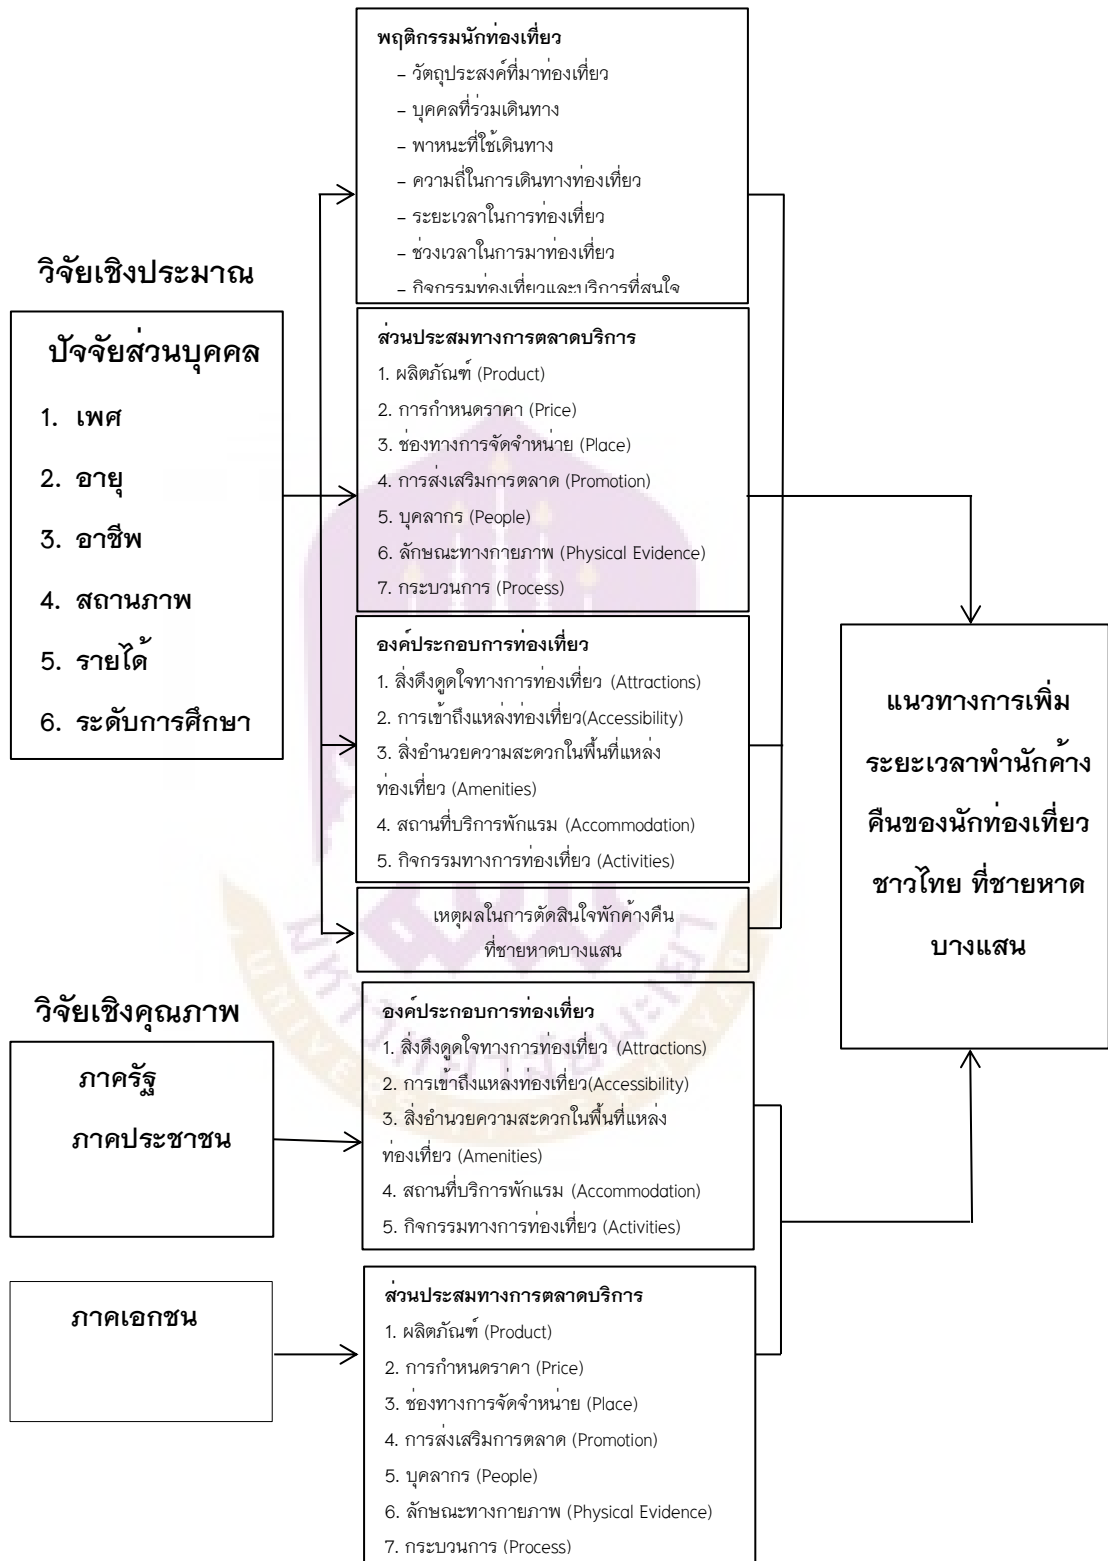 พฤติกรรมนักท่องเที่ยว
– วัตถุประสงค์ที่มาท่องเที่ยว
– บุคคลที่ร่วมเดินทาง
– พาหนะที่ใช้เดินทาง
– ความถี่ในการเดินทางท่องเที่ยว
– ระยะเวลาในการท่องเที่ยว
– ช่วงเวลาในการมาท่องเที่ยว
– กิจกรรมท่องเที่ยวและบริการที่สนใจ
วิจัยเชิงประมาณ
ปัจจัยส่วนบุคคล
1. เพศ
2. อายุ
3. อาชีพ
4. สถานภาพ
5. รายได้
6. ระดับการศึกษา
ส่วนประสมทางการตลาดบริการ
1. ผลิตภัณฑ์ (Product)
2. การกำหนดราคา (Price)
3. ช่องทางการจัดจำหน่าย (Place)
4. การส่งเสริมการตลาด (Promotion)
5. บุคลากร (People)
6. ลักษณะทางกายภาพ (Physical Evidence)
7. กระบวนการ (Process)
องค์ประกอบการท่องเที่ยว
1. สิ่งดึงดูดใจทางการท่องเที่ยว (Attractions)
2. การเข้าถึงแหล่งท่องเที่ยว(Accessibility)
3. สิ่งอำนวยความสะดวกในพื้นที่แหล่ง
ท่องเที่ยว (Amenities)
4. สถานที่บริการพักแรม (Accommodation)
5. กิจกรรมทางการท่องเที่ยว (Activities)
เหตุผลในการตัดสินใจพักค้างคืน
ที่ชายหาดบางแสน
แนวทางการเพิ่ม
ระยะเวลาพำนักค้าง
คืนของนักท่องเที่ยว
ชาวไทย ที่ชายหาด
บางแสน
วิจัยเชิงคุณภาพ
ภาครัฐ
ภาคประชาชน
องค์ประกอบการท่องเที่ยว
1. สิ่งดึงดูดใจทางการท่องเที่ยว (Attractions)
2. การเข้าถึงแหล่งท่องเที่ยว(Accessibility)
3. สิ่งอำนวยความสะดวกในพื้นที่แหล่ง
ท่องเที่ยว (Amenities)
4. สถานที่บริการพักแรม (Accommodation)
5. กิจกรรมทางการท่องเที่ยว (Activities)
ภาคเอกชน
ส่วนประสมทางการตลาดบริการ
1. ผลิตภัณฑ์ (Product)
2. การกำหนดราคา (Price)
3. ช่องทางการจัดจำหน่าย (Place)
4. การส่งเสริมการตลาด (Promotion)
5. บุคลากร (People)
6. ลักษณะทางกายภาพ (Physical Evidence)
7. กระบวนการ (Process)
มหาวิทยาลัยพะเยา